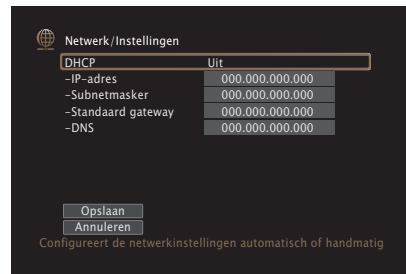 Netwerk/Instellingen
DHCP Uit
–IP-adres 000.000.000.000
–Subnetmasker 000.000.000.000
–Standaard gateway 000.000.000.000
–DNS 000.000.000.000
Opslaan
Annuleren
Configureert de netwerkinstellingen automatisch of handmatig